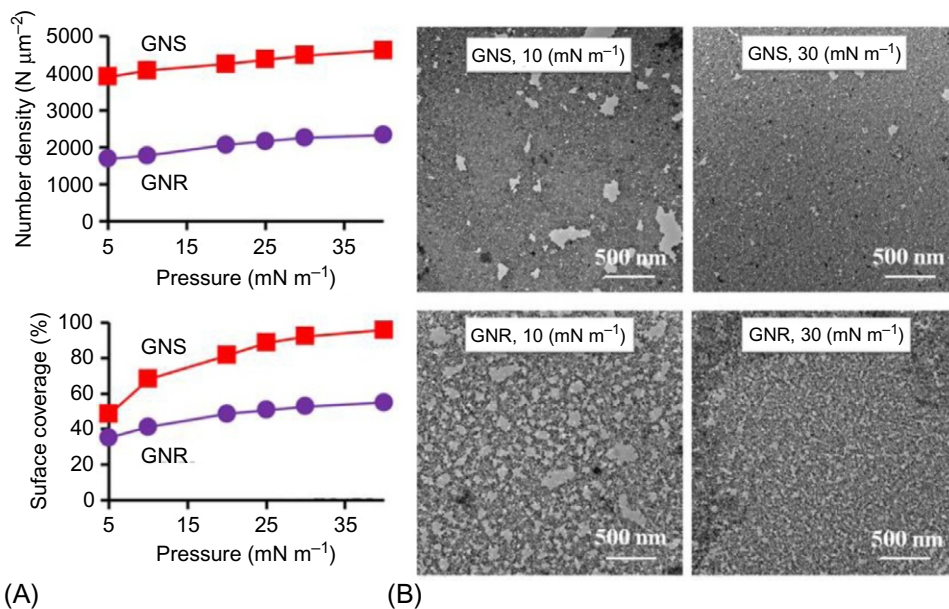 Number density (N μm⁻²)
5000
4000
3000
2000
1000
0
GNS
GNR
5 15 25 35
Pressure (mN m⁻¹)
Suface coverage (%)
100
80
60
40
20
0
GNS
GNR
5 15 25 35
Pressure (mN m⁻¹)
(A)
GNS, 10 (mN m⁻¹)
500 nm
GNS, 30 (mN m⁻¹)
500 nm
GNR, 10 (mN m⁻¹)
500 nm
GNR, 30 (mN m⁻¹)
500 nm
(B)